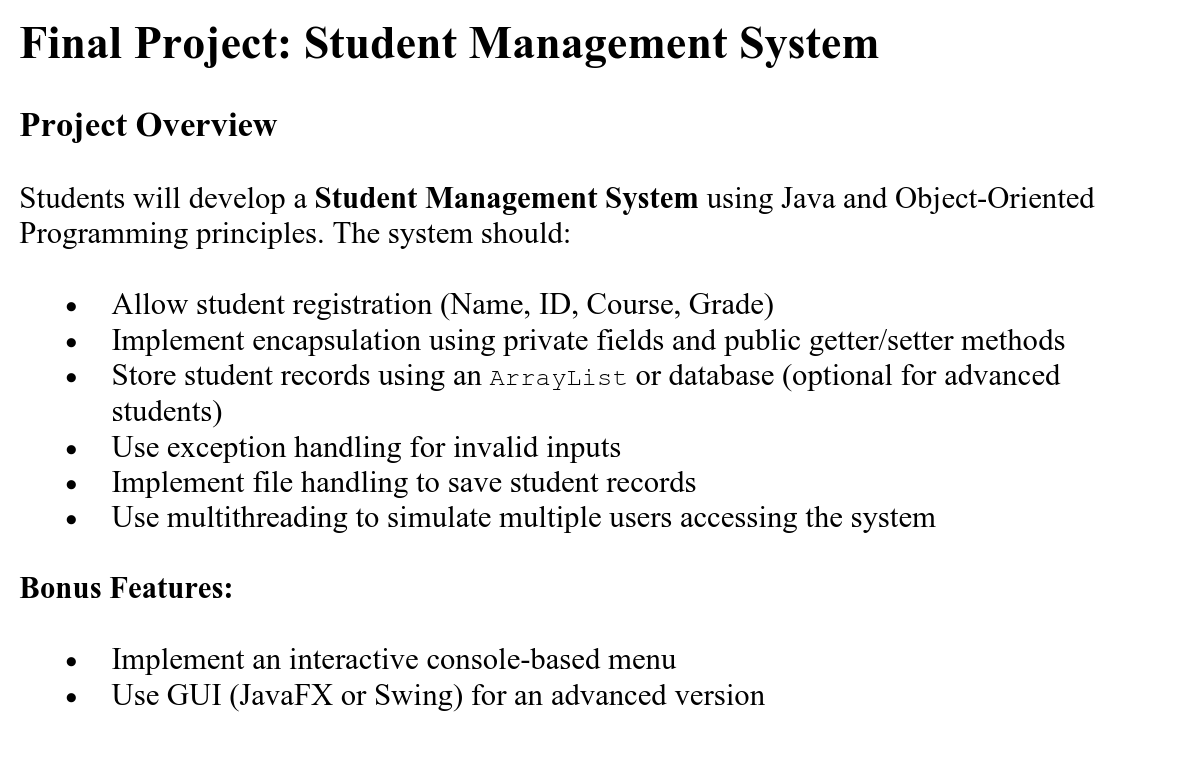 Final Project: Student Management System
Project Overview
Students will develop a Student Management System using Java and Object-Oriented
Programming principles. The system should:
• Allow student registration (Name, ID, Course, Grade)
• Implement encapsulation using private fields and public getter/setter methods
• Store student records using an ArrayList or database (optional for advanced
students)
• Use exception handling for invalid inputs
• Implement file handling to save student records
• Use multithreading to simulate multiple users accessing the system
Bonus Features:
• Implement an interactive console-based menu
• Use GUI (JavaFX or Swing) for an advanced version